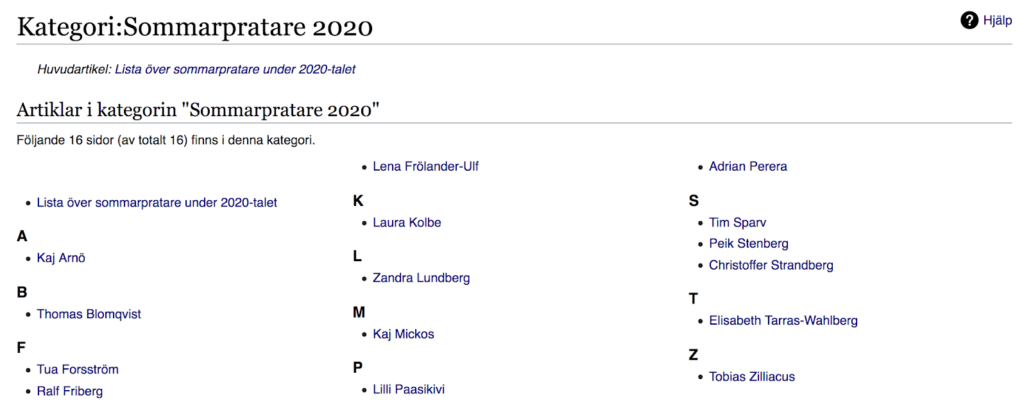 Kategori:Sommarpratare 2020
Hjälp
Huvudartikel: Lista över sommarpratare under 2020-talet
Artiklar i kategorin "Sommarpratare 2020"
Följande 16 sidor (av totalt 16) finns i denna kategori.
Lista över sommarpratare under 2020-talet
A
Kaj Arnö
B
Thomas Blomqvist
F
Tua Forsström
Ralf Friberg
Lena Frölander-Ulf
K
Laura Kolbe
L
Zandra Lundberg
M
Kaj Mickos
P
Lilli Paasikivi
Adrian Perera
S
Tim Sparv
Peik Stenberg
Christoffer Strandberg
T
Elisabeth Tarras-Wahlberg
Z
Tobias Zilliacus